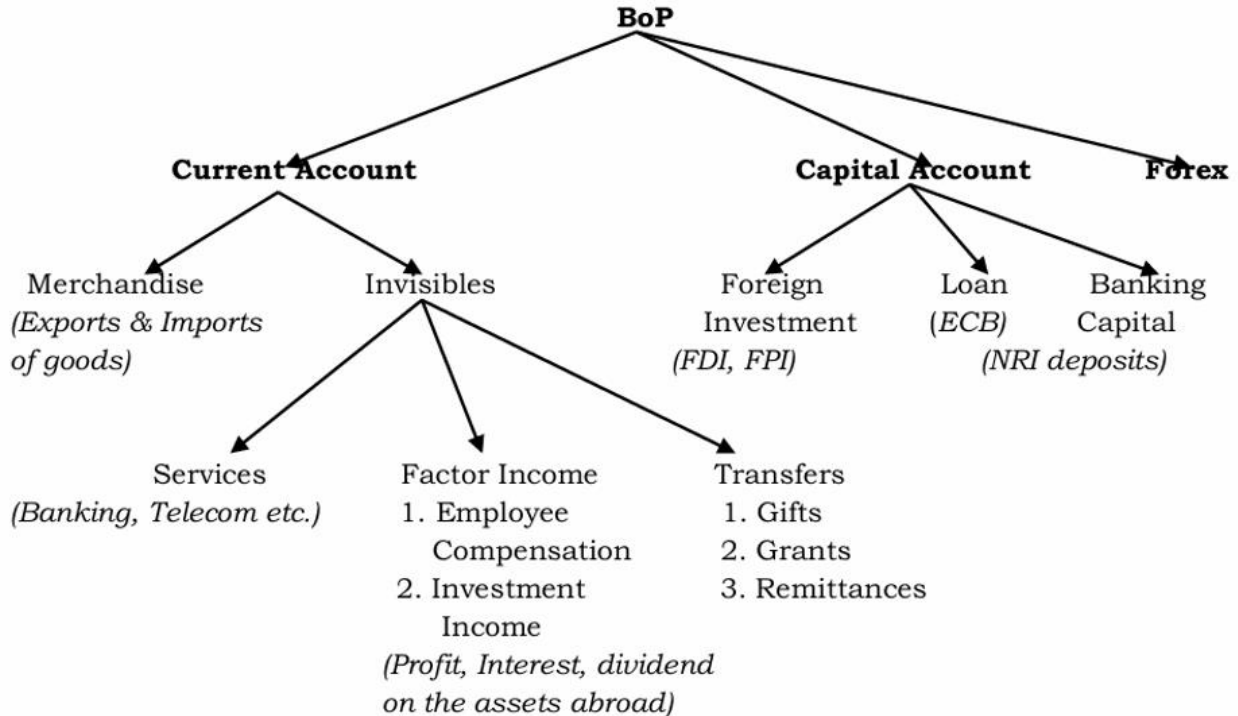 BoP
Current Account
Capital Account
Forex
Merchandise
(Exports & Imports
of goods)
Invisibles
Foreign
Investment
(FDI, FPI)
Loan
(ECB)
Banking
Capital
(NRI deposits)
Services
(Banking, Telecom etc.)
Factor Income
1. Employee
Compensation
2. Investment
Income
(Profit, Interest, dividend
on the assets abroad)
Transfers
1. Gifts
2. Grants
3. Remittances